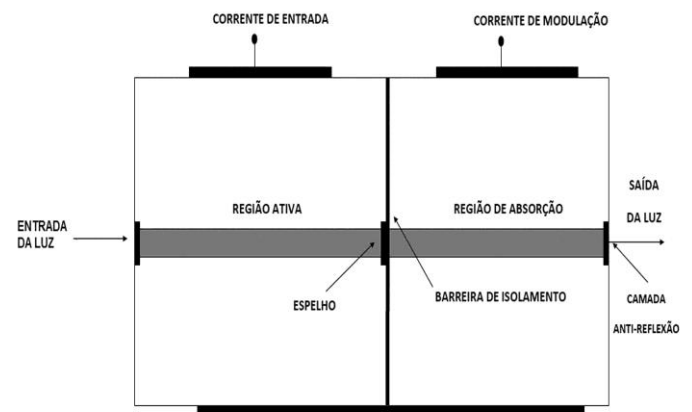 CORRENTE DE ENTRADA
CORRENTE DE MODULAÇÃO
REGIÃO ATIVA
REGIÃO DE ABSORÇÃO
SAÍDA
DA LUZ
ENTRADA
DA LUZ
ESPELHO
BARREIRA DE ISOLAMENTO
CAMADA
ANTI-REFLEXÃO